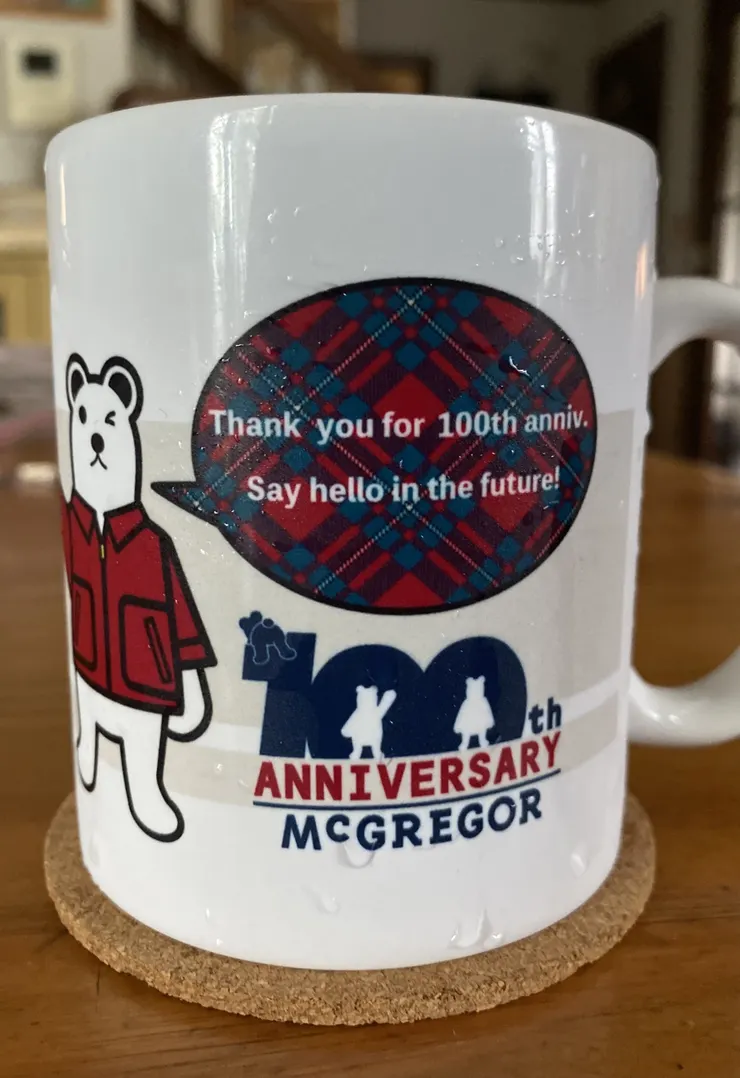 Thank you for 100th anniv.
Say hello in the future!
100th
ANNIVERSARY
McGREGOR